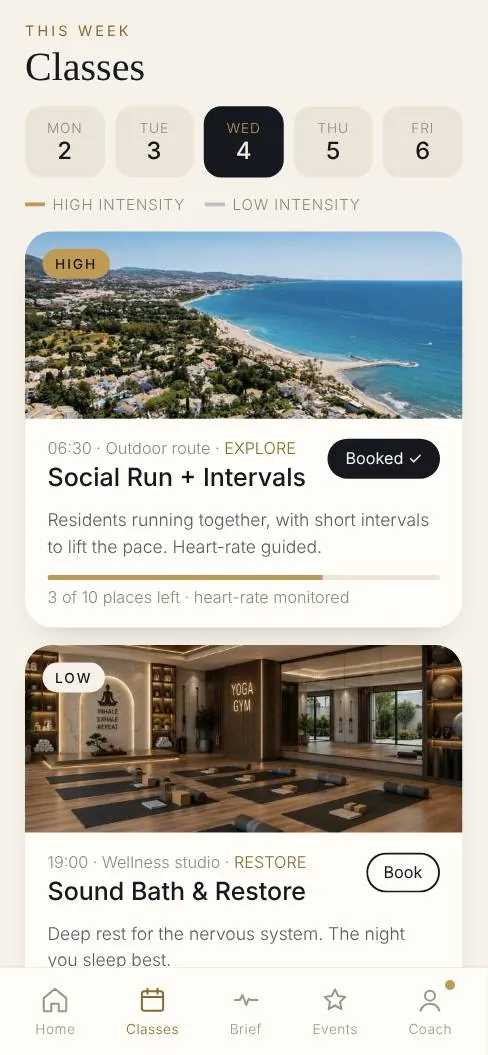 THIS WEEK
Classes
MON
2
TUE
3
WED
4
THU
5
FRI
6
HIGH INTENSITY
LOW INTENSITY
HIGH
06:30 · Outdoor route · EXPLORE
Social Run + Intervals
Booked ✓
Residents running together, with short intervals
to lift the pace. Heart-rate guided.
3 of 10 places left · heart-rate monitored
LOW
INHALE
EXHALE
REPEAT
YOGA
GYM
19:00 · Wellness studio · RESTORE
Sound Bath & Restore
Book
Deep rest for the nervous system. The night
you sleep best.
Home
Classes
Brief
Events
Coach